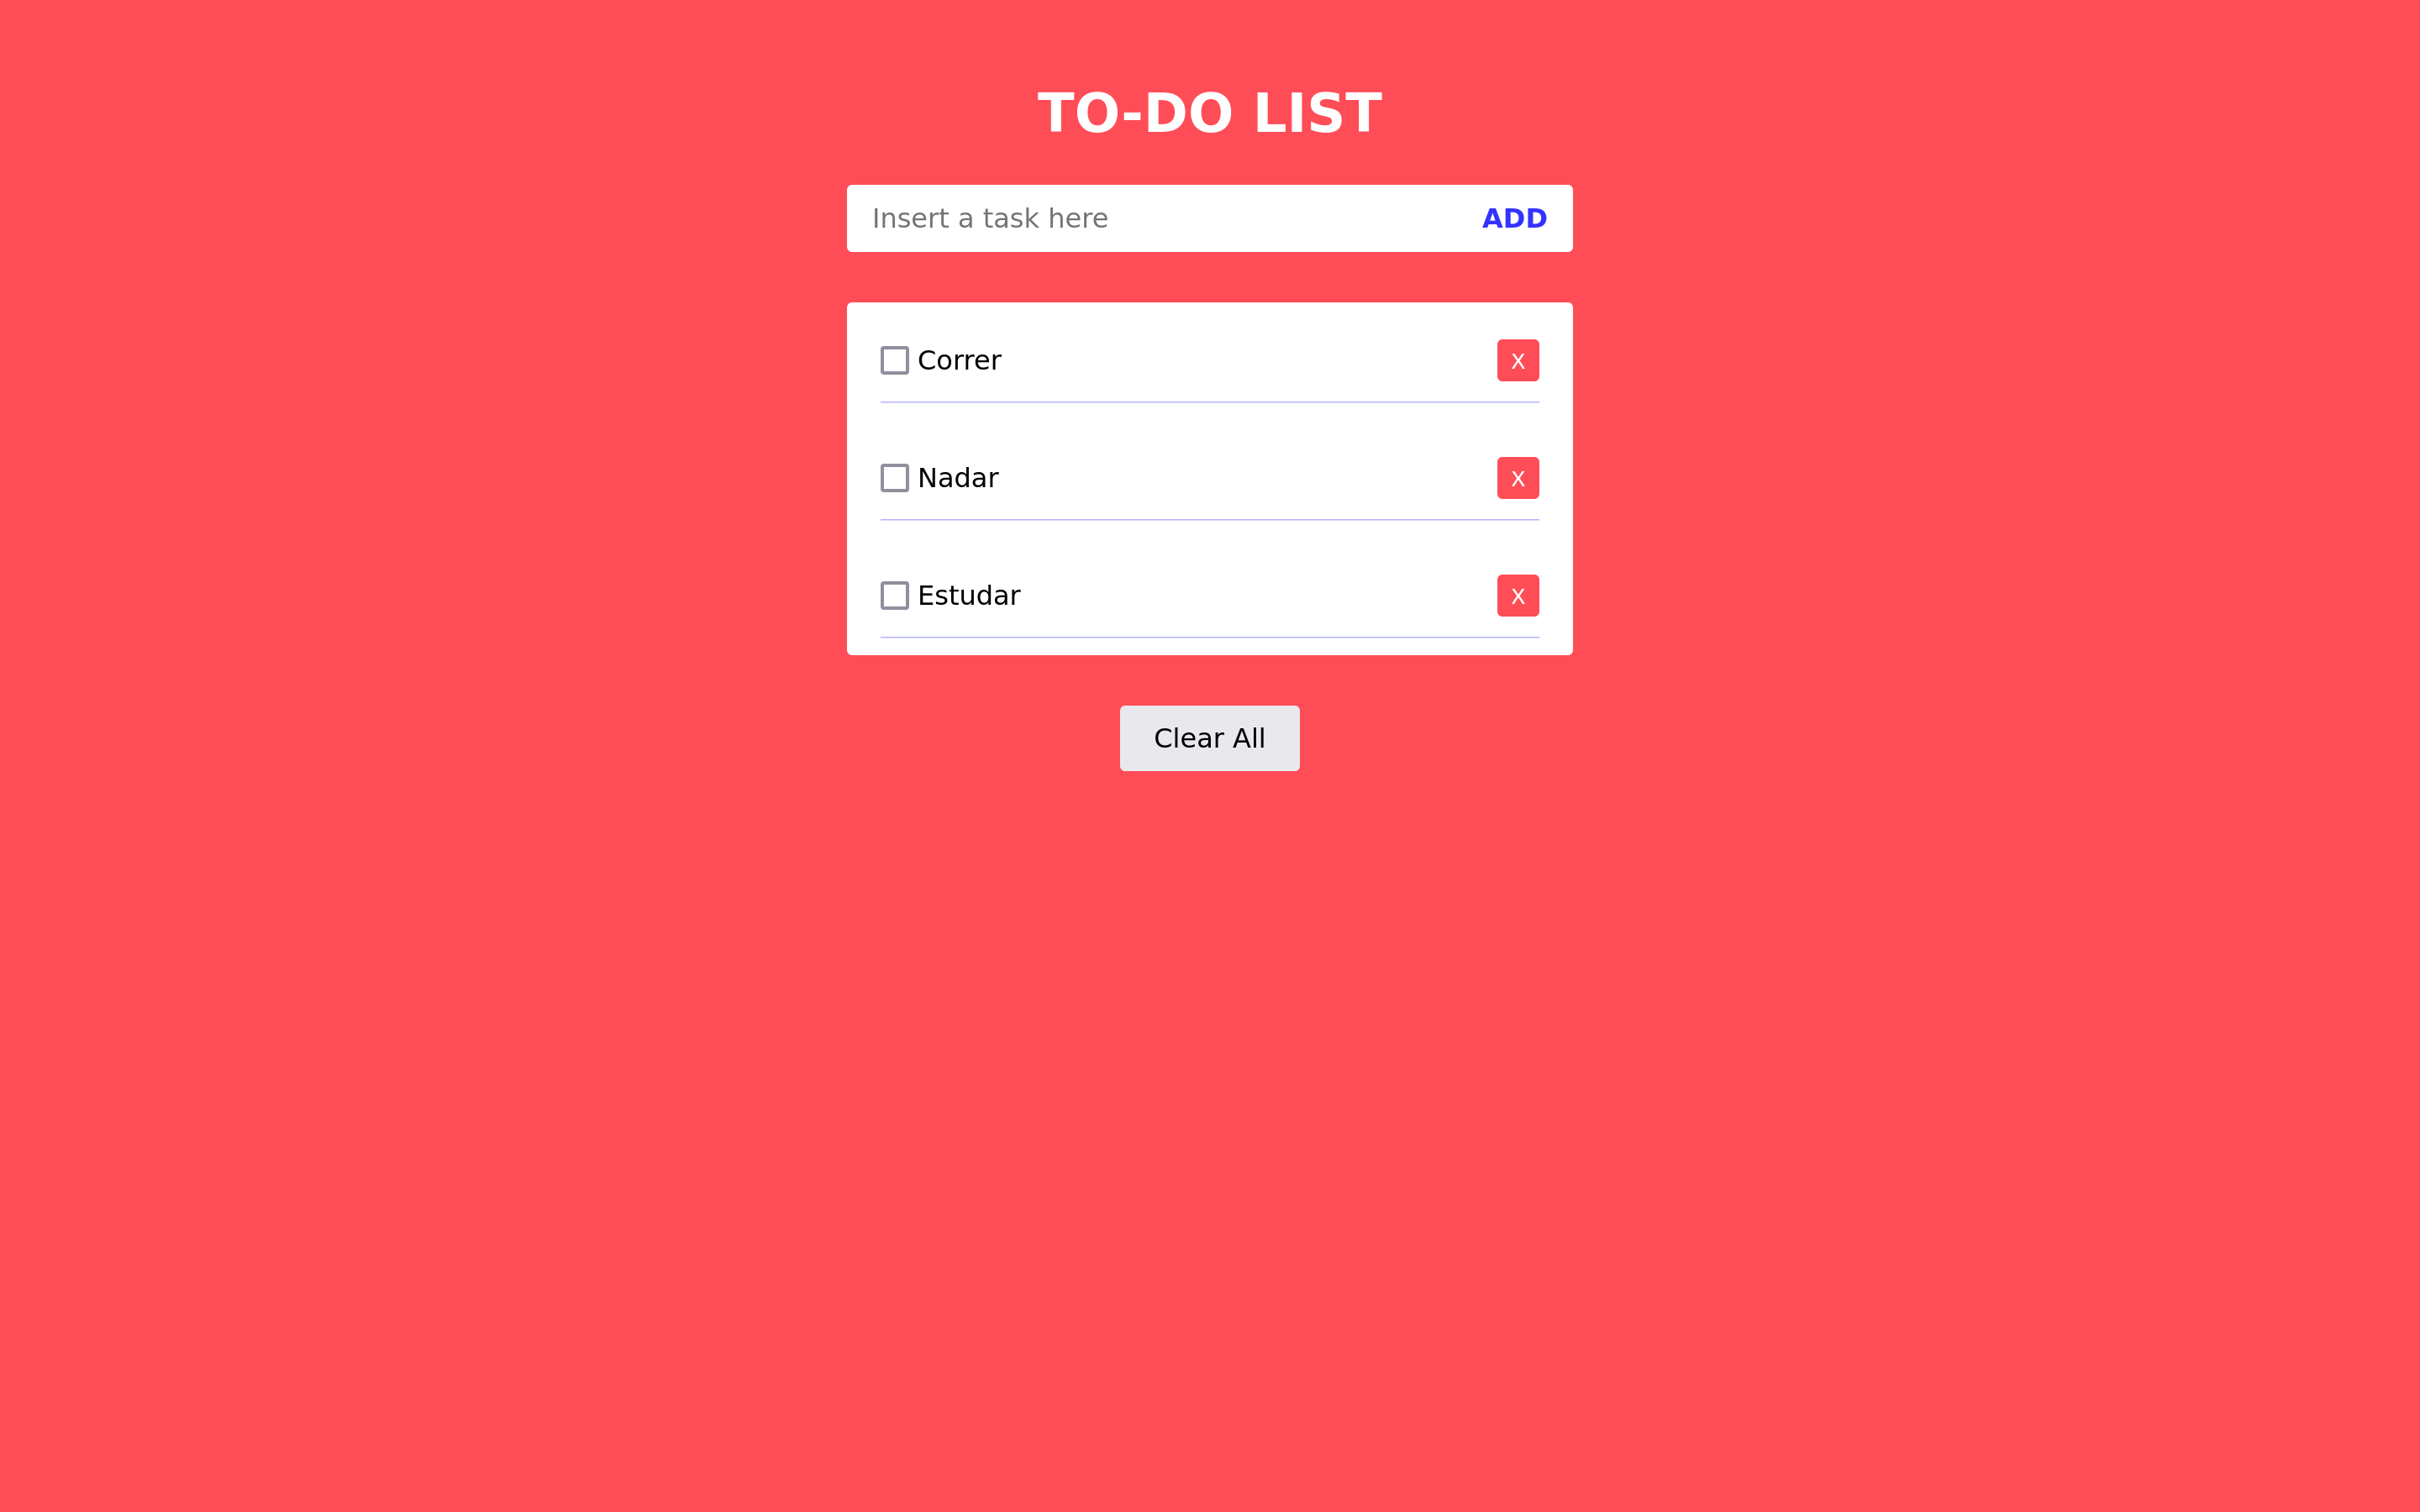 TO-DO LIST
Insert a task here ADD
Correr X
Nadar X
Estudar X
Clear All